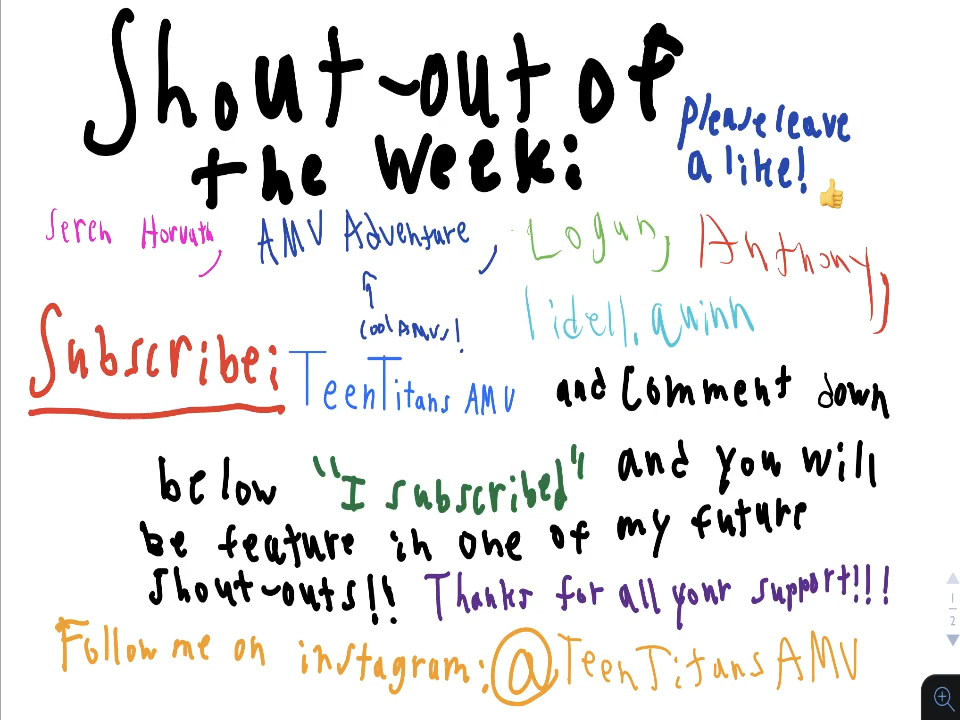 Shout-out of
the week:
please leave
a like!
Seren Horvath, AMV Adventure, Logan, Anthony,
cool AMVs!
lidell.quinn
Subscribe: TeenTitans AMV and Comment down
below "I subscribed" and you will
be feature in one of my future
shout-outs!! Thanks for all your support!!!
Follow me on instagram: @TeenTitansAMV
1
2